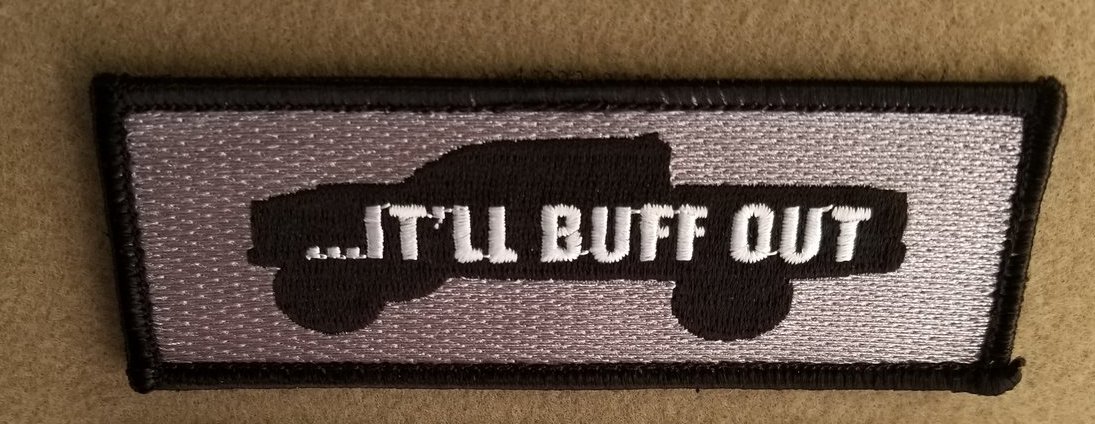 ...IT'LL BUFF OUT